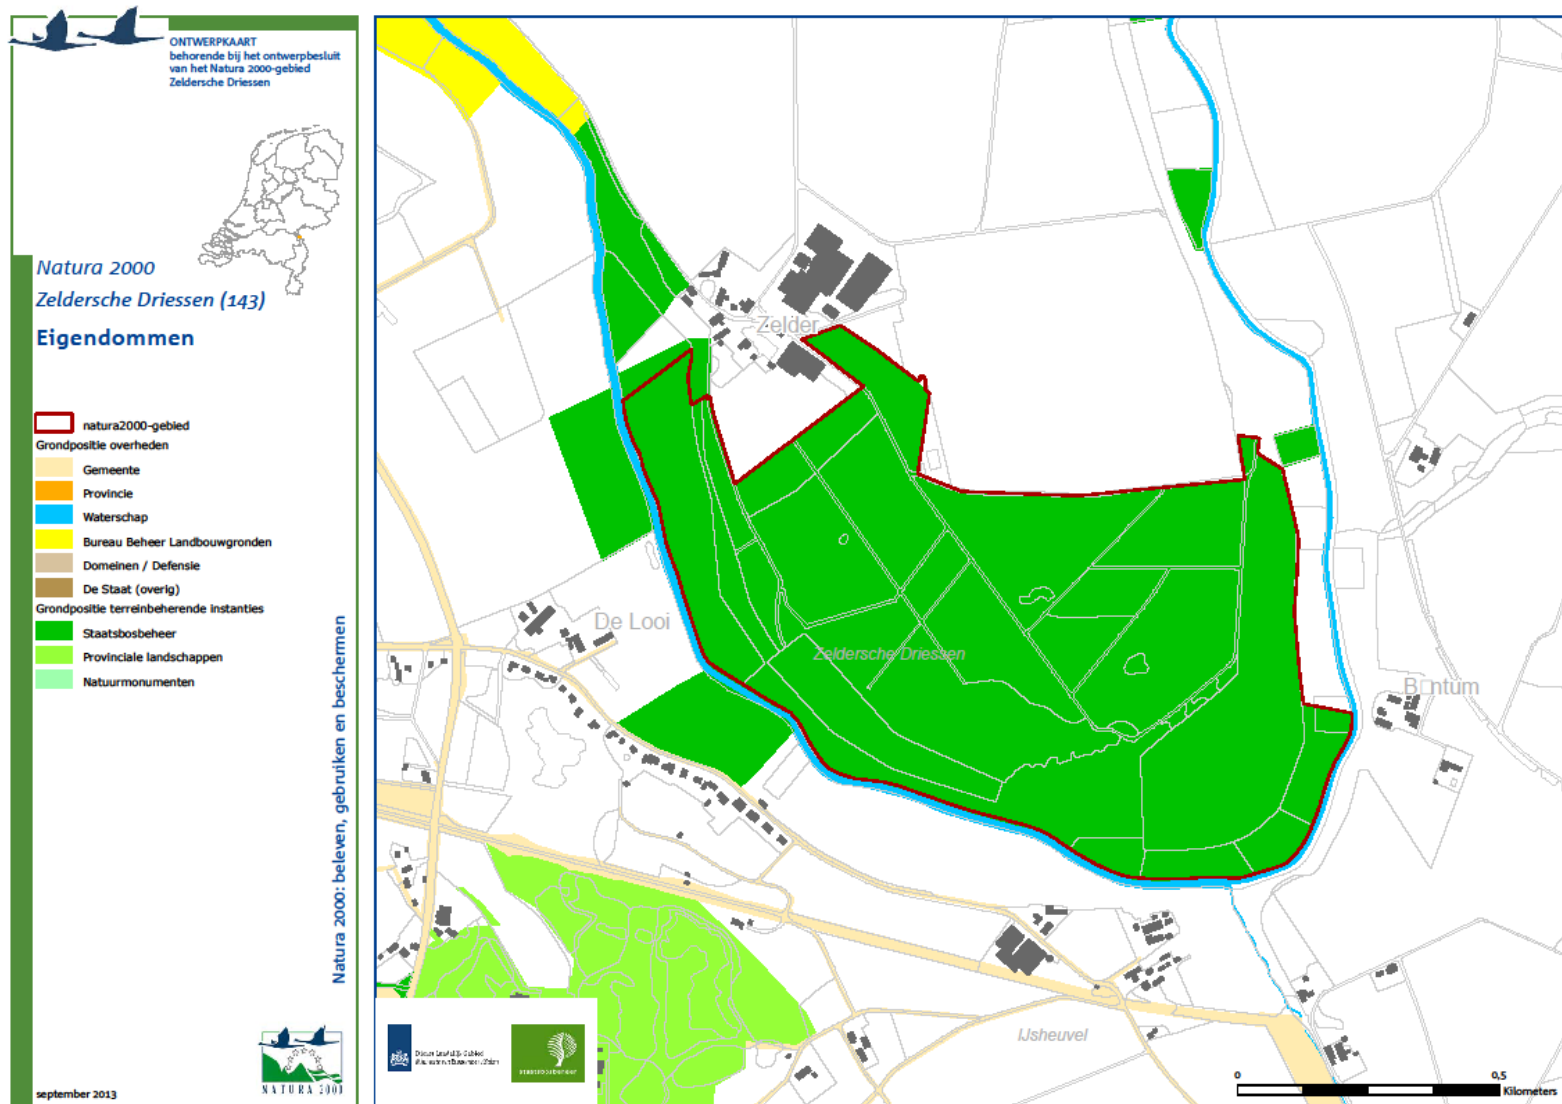 ONTWERPKAART
behorende bij het ontwerpbesluit
van het Natura 2000-gebied
Zeldersche Driessen
Natura 2000
Zeldersche Driessen (143)
Eigendommen
natura2000-gebied
Grondpositie overheden
Gemeente
Provincie
Waterschap
Bureau Beheer Landbouwgronden
Domeinen / Defensie
De Staat (overig)
Grondpositie terreinbeherende instanties
Staatsbosbeheer
Provinciale landschappen
Natuurmonumenten
Natura 2000: beleven, gebruiken en beschermen
NATURA 2000
september 2013
Zelder
De Looi
Zeldersche Driessen
B□ntum
IJsheuvel
0
0,5
Kilometers